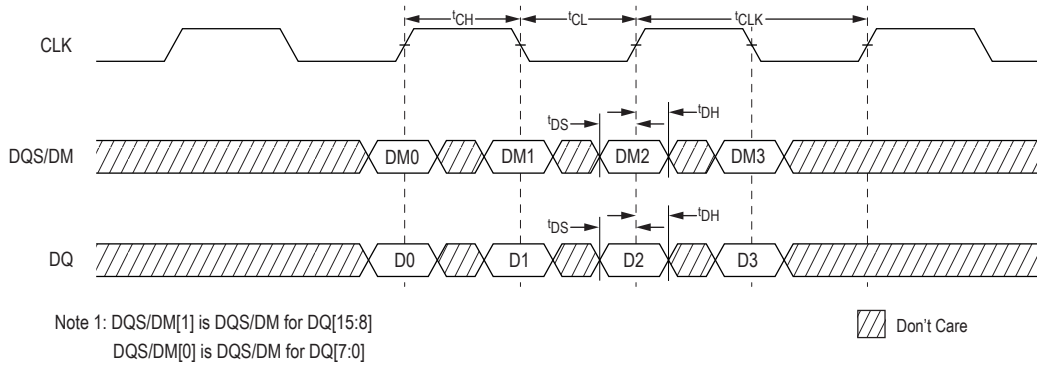 tCH tCL tCLK
CLK
tDS tDH
DQS/DM DM0 DM1 DM2 DM3
tDS tDH
DQ D0 D1 D2 D3
Note 1: DQS/DM[1] is DQS/DM for DQ[15:8]
DQS/DM[0] is DQS/DM for DQ[7:0]
Don't Care